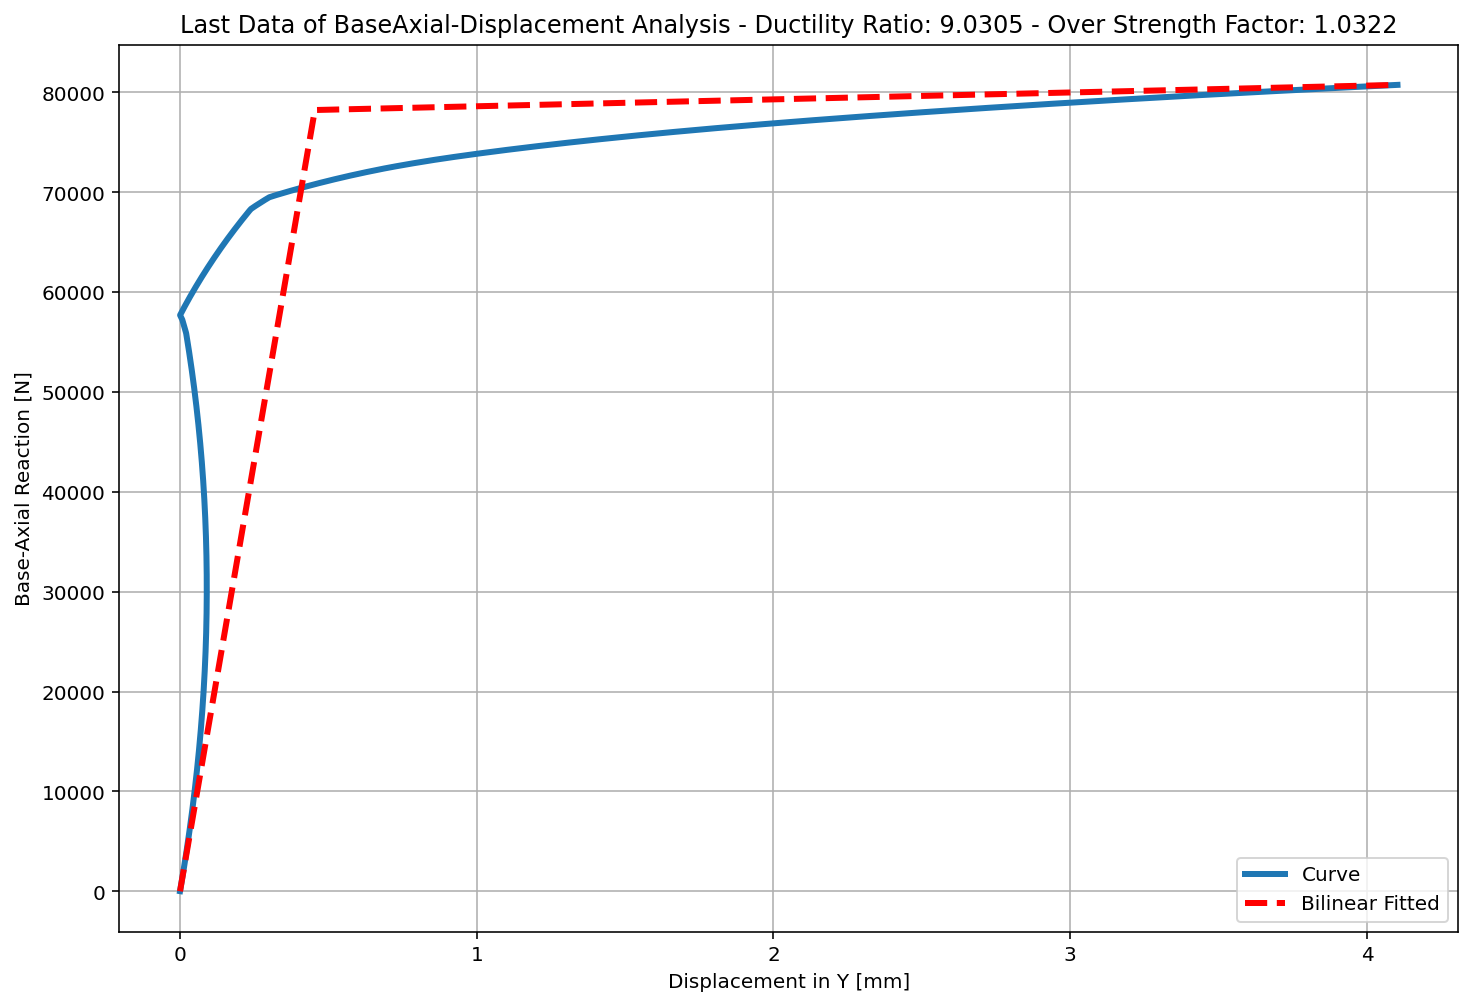 Last Data of BaseAxial-Displacement Analysis - Ductility Ratio: 9.0305 - Over Strength Factor: 1.0322
80000
70000
60000
50000
40000
30000
20000
10000
0
Base-Axial Reaction [N]
Curve
Bilinear Fitted
0 1 2 3 4
Displacement in Y [mm]